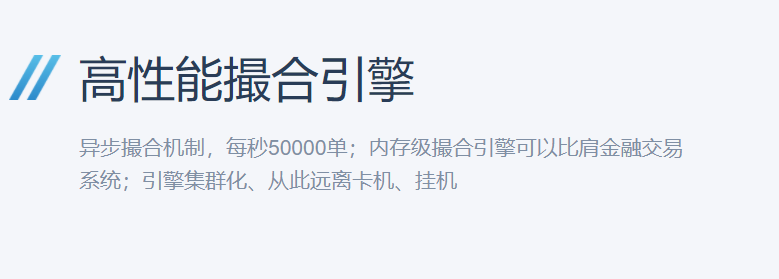 高性能撮合引擎
异步撮合机制，每秒50000单；内存级撮合引擎可以比肩金融交易
系统；引擎集群化、从此远离卡机、挂机